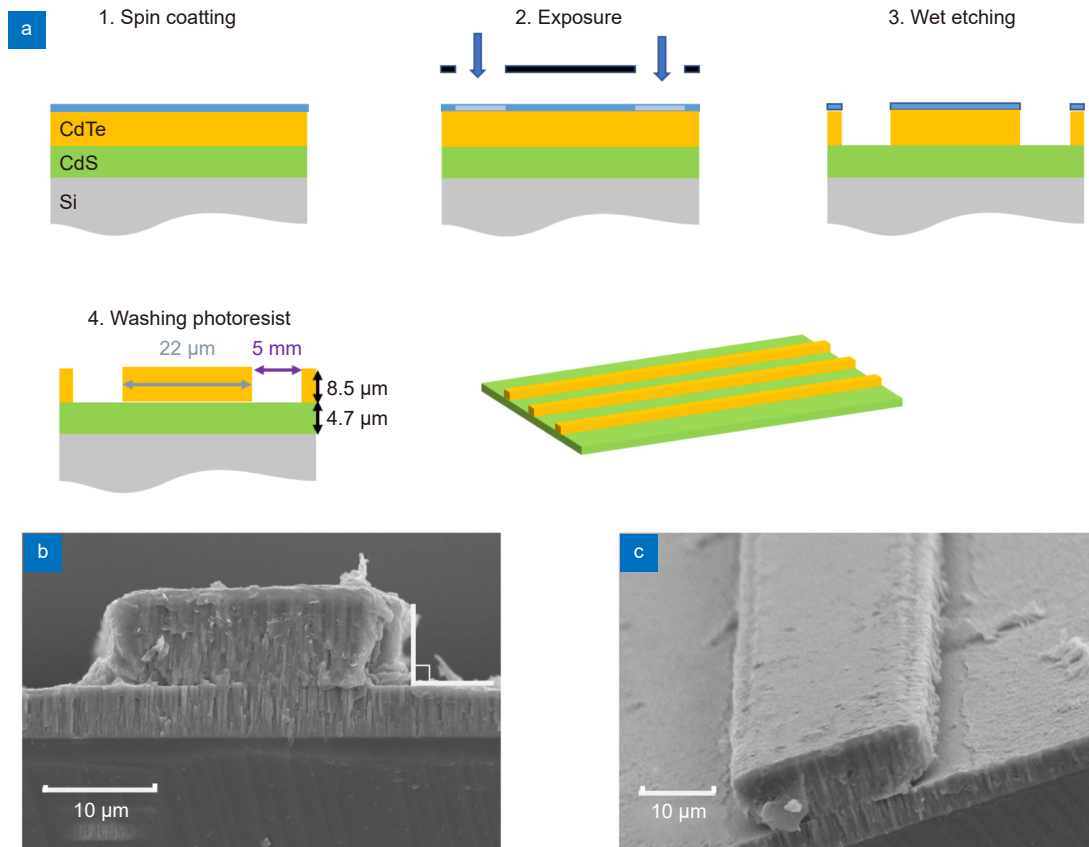 a
1. Spin coatting
2. Exposure
3. Wet etching
CdTe
CdS
Si
4. Washing photoresist
22 μm
5 mm
8.5 μm
4.7 μm
b
10 μm
c
10 μm